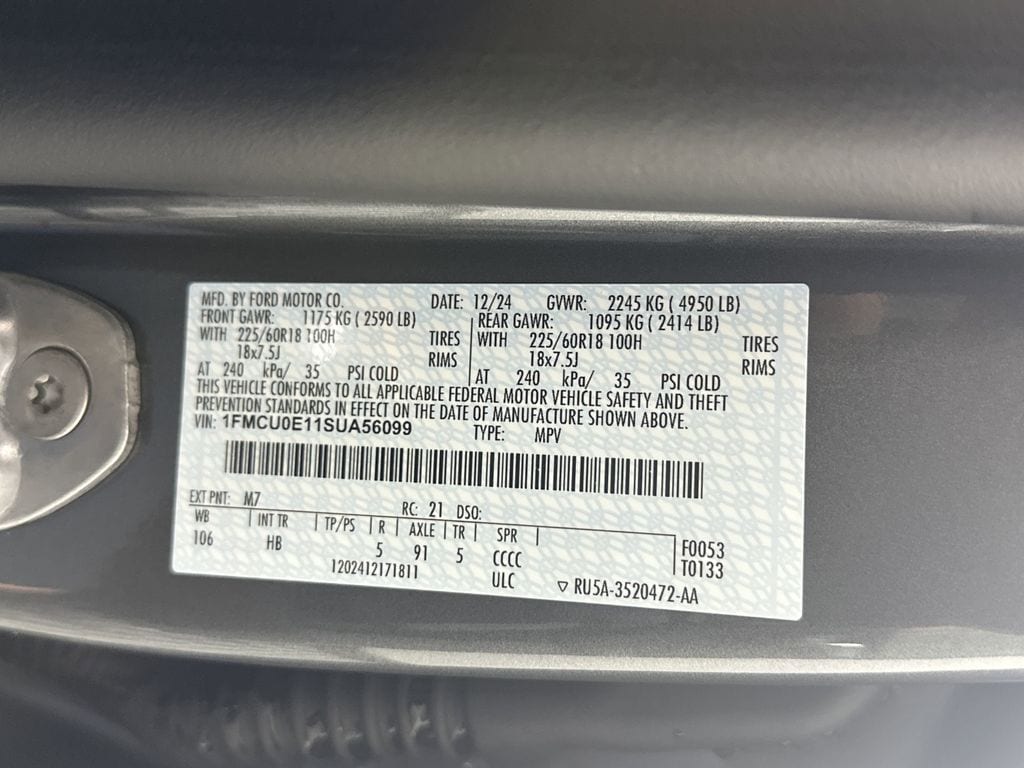 MFD. BY FORD MOTOR CO. DATE: 12/24 GVWR: 2245 KG ( 4950 LB)
FRONT GAWR: 1175 KG ( 2590 LB) REAR GAWR: 1095 KG ( 2414 LB)
WITH 225/60R18 100H TIRES WITH 225/60R18 100H TIRES
18x7.5J RIMS 18x7.5J RIMS
AT 240 kPa/ 35 PSI COLD AT 240 kPa/ 35 PSI COLD
THIS VEHICLE CONFORMS TO ALL APPLICABLE FEDERAL MOTOR VEHICLE SAFETY AND THEFT
PREVENTION STANDARDS IN EFFECT ON THE DATE OF MANUFACTURE SHOWN ABOVE.
VIN: 1FMCU0E11SUA56099 TYPE: MPV
EXT PNT: M7 RC: 21 DSO:
WB INT TR TP/PS R AXLE TR SPR
106 HB 5 91 5 CCCC F0053
1202412171811 ULC T0133
RU5A-3520472-AA